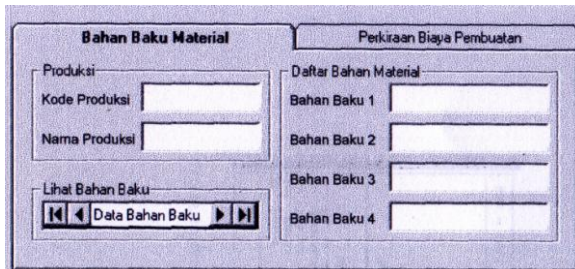 Bahan Baku Material
Perkiraan Biaya Pembuatan
Produksi
Kode Produksi
Nama Produksi
Lihat Bahan Baku
Data Bahan Baku
Daftar Bahan Material
Bahan Baku 1
Bahan Baku 2
Bahan Baku 3
Bahan Baku 4